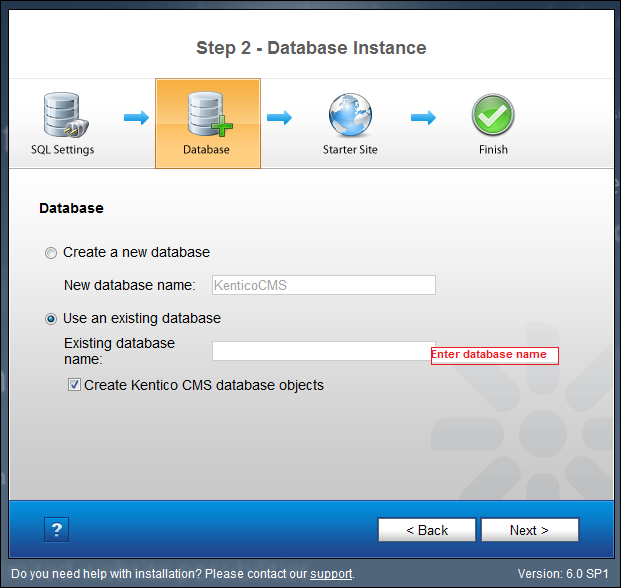 Step 2 - Database Instance
SQL Settings
Database
Starter Site
Finish
Database
Create a new database
New database name:
KenticoCMS
Use an existing database
Existing database
name:
Enter database name
Create Kentico CMS database objects
?
< Back
Next >
Do you need help with installation? Please contact our support.
Version: 6.0 SP1